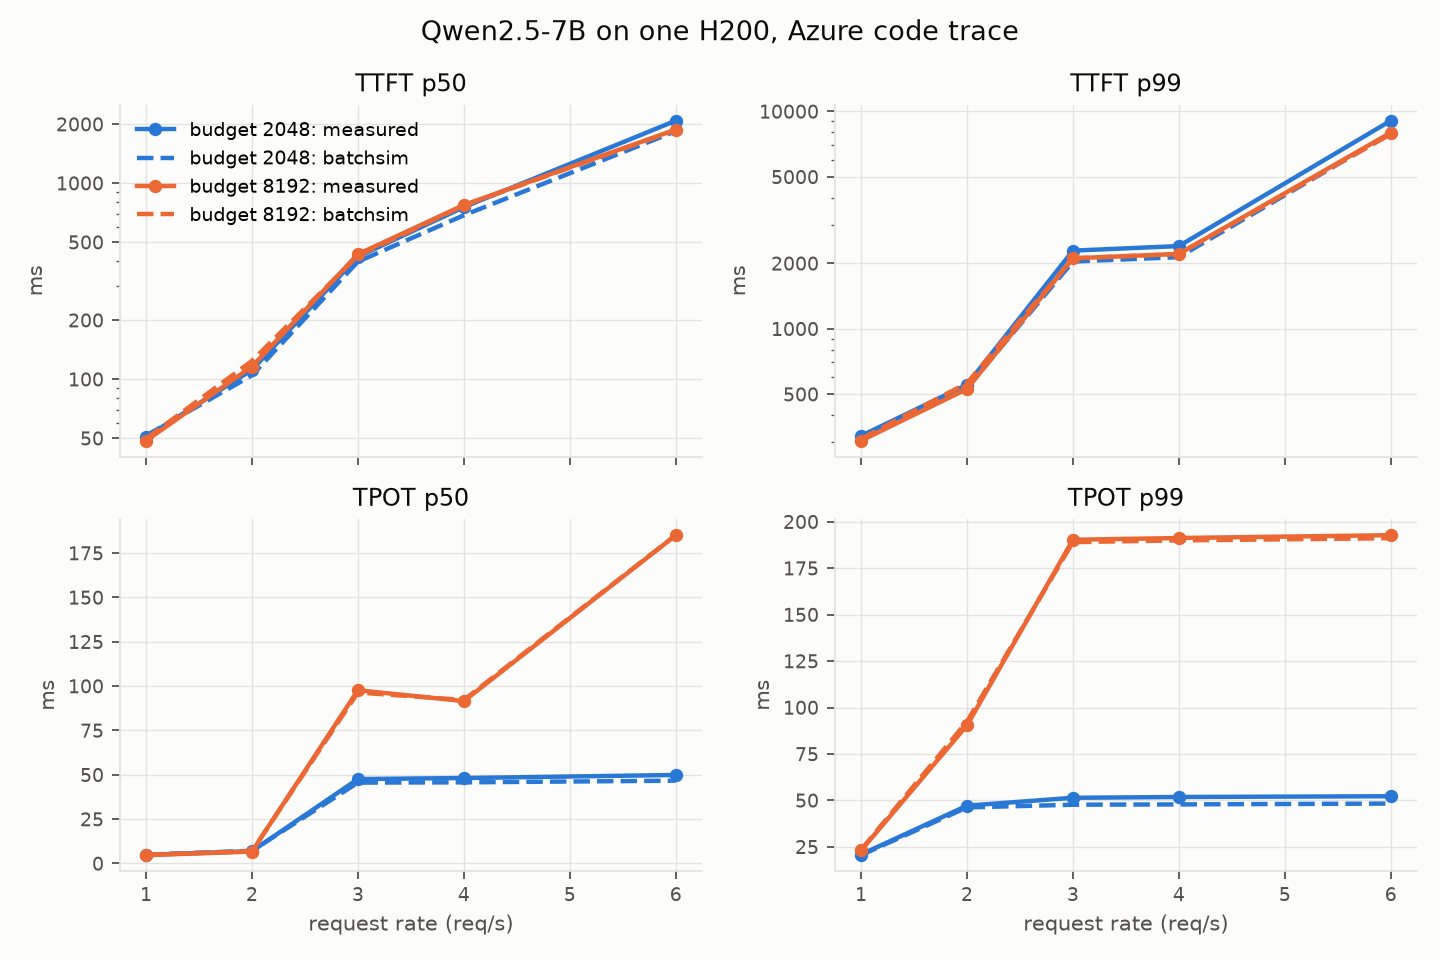 Qwen2.5-7B on one H200, Azure code trace
TTFT p50
ms
2000
1000
500
200
100
50
budget 2048: measured
budget 2048: batchsim
budget 8192: measured
budget 8192: batchsim
TTFT p99
ms
10000
5000
2000
1000
500
TPOT p50
ms
175
150
125
100
75
50
25
0
1 2 3 4 5 6
request rate (req/s)
TPOT p99
ms
200
175
150
125
100
75
50
25
1 2 3 4 5 6
request rate (req/s)